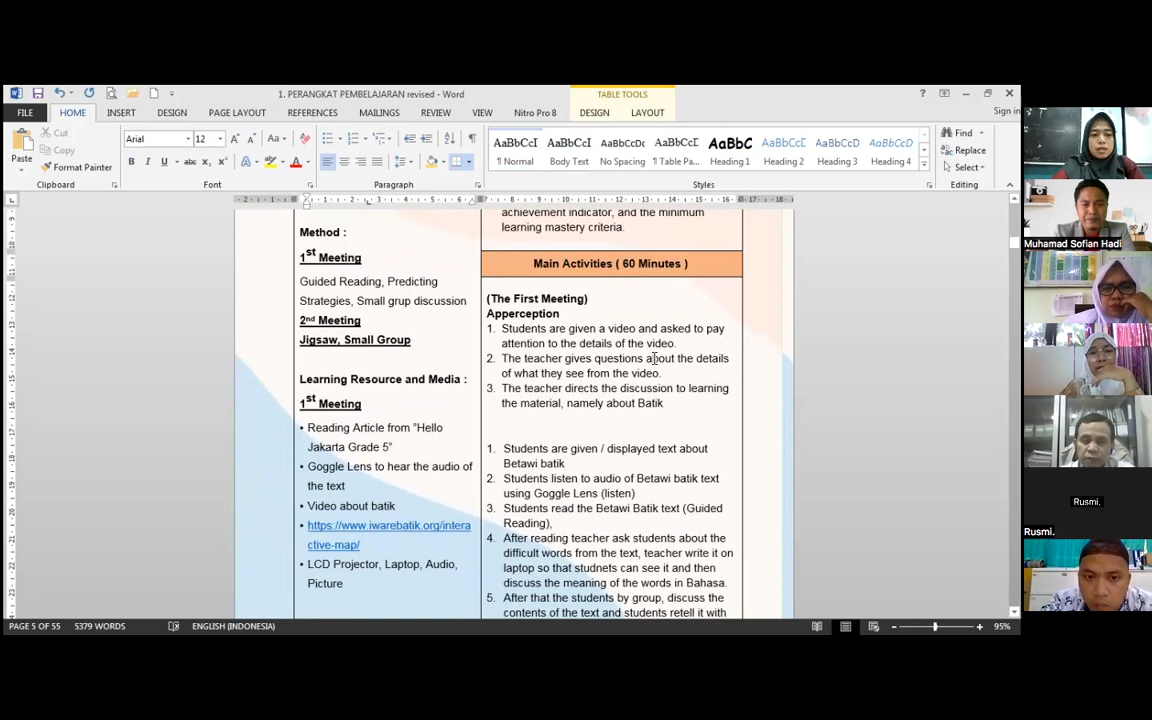 1. PERANGKAT PEMBELAJARAN revised - Word
TABLE TOOLS
Sign in
FILE
HOME
INSERT
DESIGN
PAGE LAYOUT
REFERENCES
MAILINGS
REVIEW
VIEW
Nitro Pro 8
DESIGN
LAYOUT
Paste
Cut
Copy
Format Painter
Clipboard
Arial
12
Font
Paragraph
AaBbCcI
¶ Normal
AaBbCcI
Body Text
AaBbCcDc
No Spacing
AaBbCcD
¶ Table Pa...
AaBbC
Heading 1
AaBbCcI
Heading 2
AaBbCcD
Heading 3
AaBbCcD
Heading 4
Styles
Find
Replace
Select
Editing
Method :
1st Meeting
Guided Reading, Predicting
Strategies, Small grup discussion
2nd Meeting
Jigsaw, Small Group
Learning Resource and Media :
1st Meeting
• Reading Article from "Hello
Jakarta Grade 5"
• Goggle Lens to hear the audio of
the text
• Video about batik
https://www.iwarebatik.org/intera
ctive-map/
• LCD Projector, Laptop, Audio,
Picture
achievement indicator, and the minimum
learning mastery criteria.
Main Activities ( 60 Minutes )
(The First Meeting)
Apperception
1. Students are given a video and asked to pay
attention to the details of the video.
2. The teacher gives questions about the details
of what they see from the video.
3. The teacher directs the discussion to learning
the material, namely about Batik
1. Students are given / displayed text about
Betawi batik
2. Students listen to audio of Betawi batik text
using Goggle Lens (listen)
3. Students read the Betawi Batik text (Guided
Reading),
4. After reading teacher ask students about the
difficult words from the text, teacher write it on
laptop so that studnets can see it and then
discuss the meaning of the words in Bahasa.
5. After that the students by group, discuss the
contents of the text and students retell it with
PAGE 5 OF 55
5379 WORDS
ENGLISH (INDONESIA)
95%
Muhamad Sofian Hadi
Rusmi.
Rusmi.